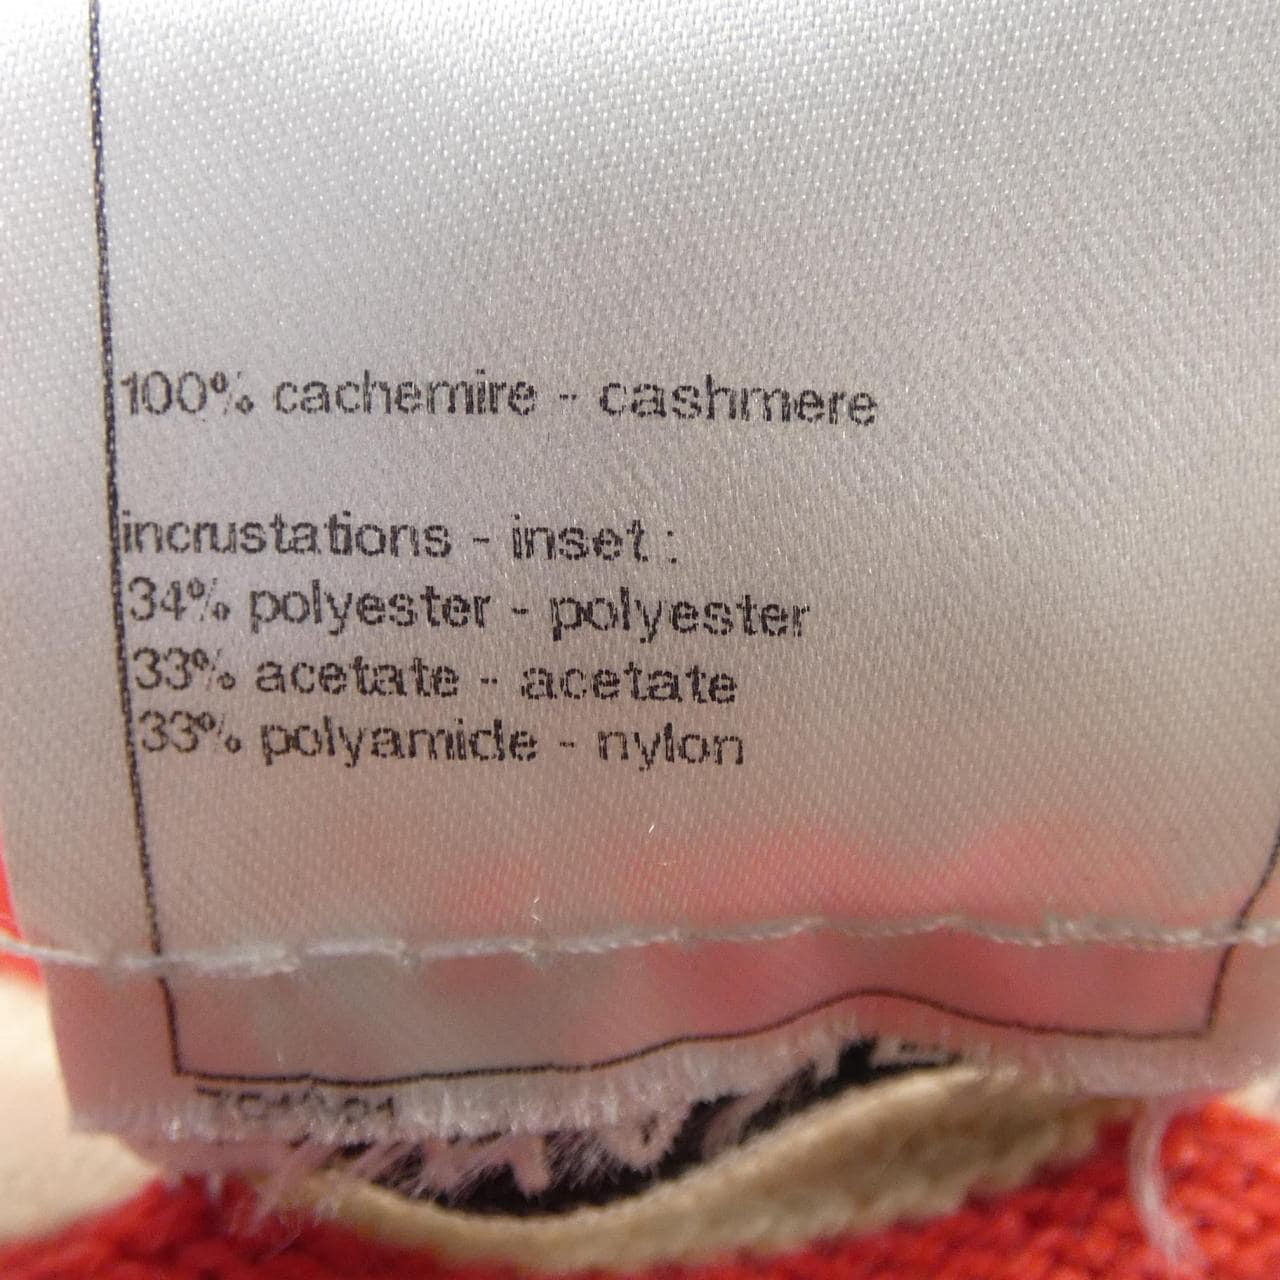 100% cachemire - cashmere
incrustations - inset :
34% polyester - polyester
33% acetate - acetate
33% polyamide - nylon